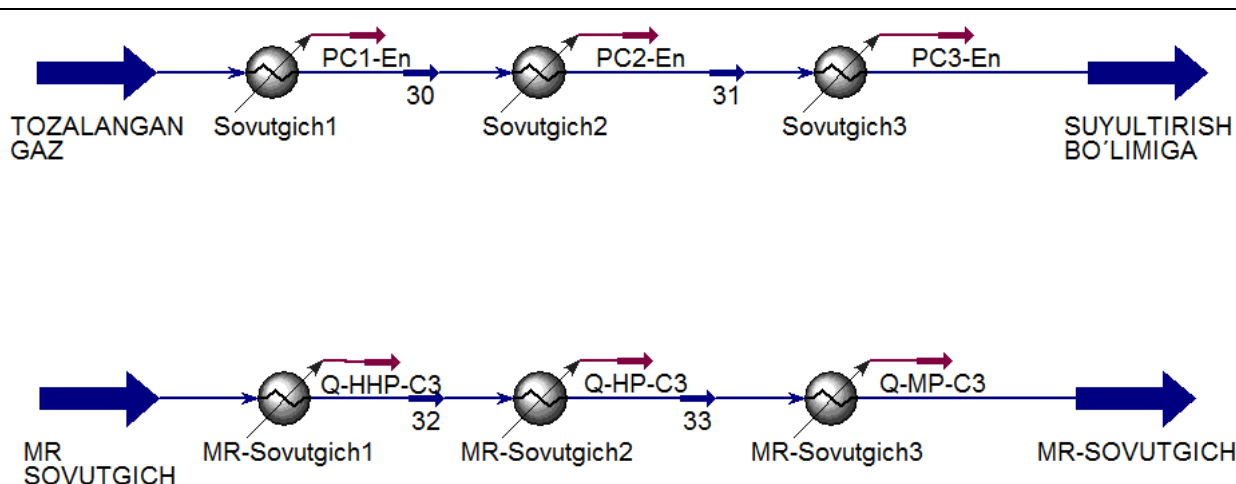 PC1-En
PC2-En
PC3-En
30
31
TOZALANGAN
GAZ
Sovutgich1
Sovutgich2
Sovutgich3
SUYULTIRISH
BO´LIMIGA
Q-HHP-C3
Q-HP-C3
Q-MP-C3
32
33
MR
SOVUTGICH
MR-Sovutgich1
MR-Sovutgich2
MR-Sovutgich3
MR-SOVUTGICH